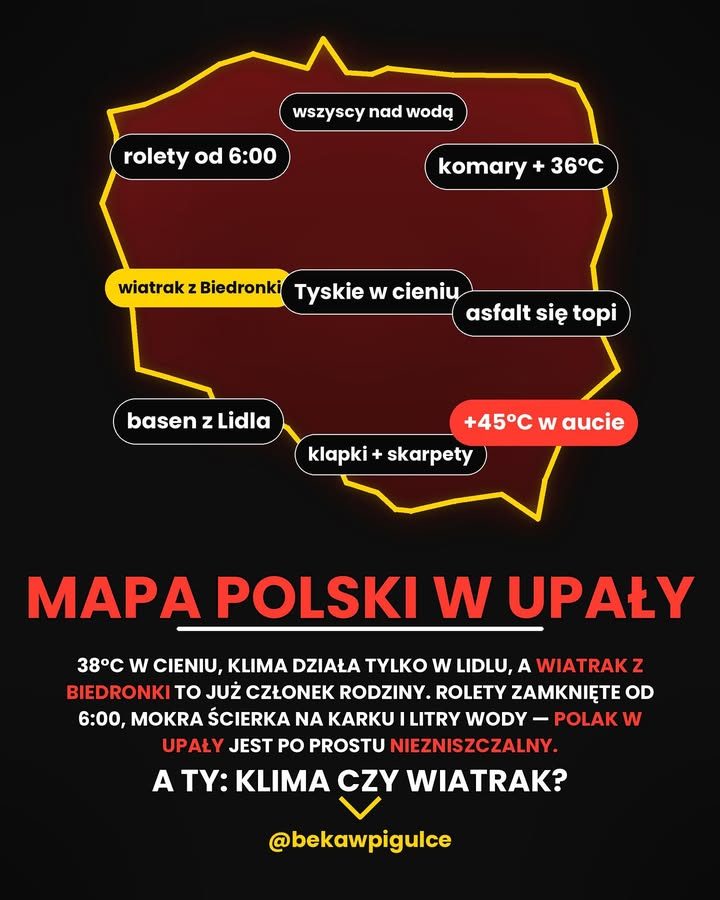 wszyscy nad wodą
rolety od 6:00
komary + 36°C
wiatrak z Biedronki
Tyskie w cieniu
asfalt się topi
basen z Lidla
+45°C w aucie
klapki + skarpety
MAPA POLSKI W UPAŁY
38°C W CIENIU, KLIMA DZIAŁA TYLKO W LIDLU, A WIATRAK Z
BIEDRONKI TO JUŻ CZŁONEK RODZINY. ROLETY ZAMKNIĘTE OD
6:00, MOKRA ŚCIERKA NA KARKU I LITRY WODY — POLAK W
UPAŁY JEST PO PROSTU NIEZNISZCZALNY.
A TY: KLIMA CZY WIATRAK?
@bekawpigulce